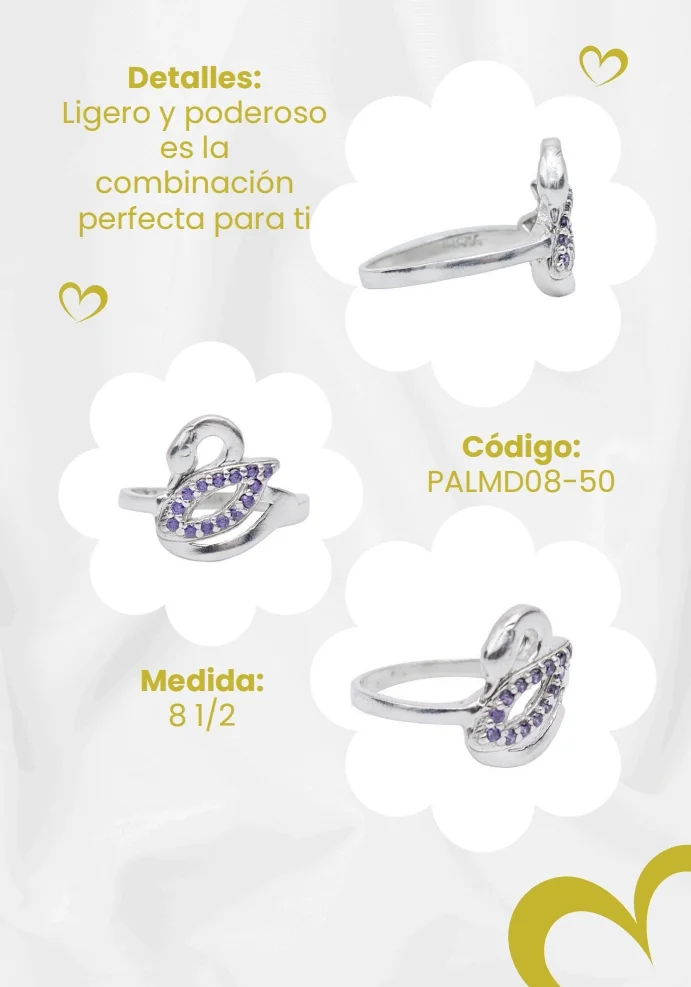 Detalles:
Ligero y poderoso
es la
combinación
perfecta para ti
Código:
PALMD08-50
Medida:
8 1/2